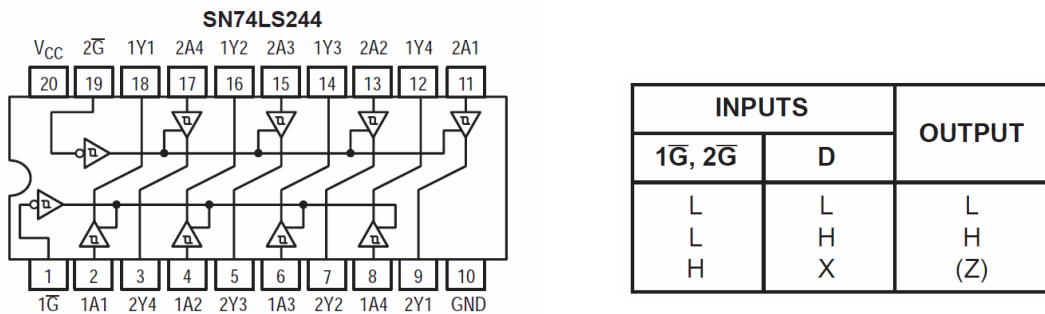 SN74LS244
VCC 2G̅ 1Y1 2A4 1Y2 2A3 1Y3 2A2 1Y4 2A1
20 19 18 17 16 15 14 13 12 11
1 2 3 4 5 6 7 8 9 10
1G̅ 1A1 2Y4 1A2 2Y3 1A3 2Y2 1A4 2Y1 GND
INPUTS OUTPUT
1G̅, 2G̅ D
L L L
L H H
H X (Z)